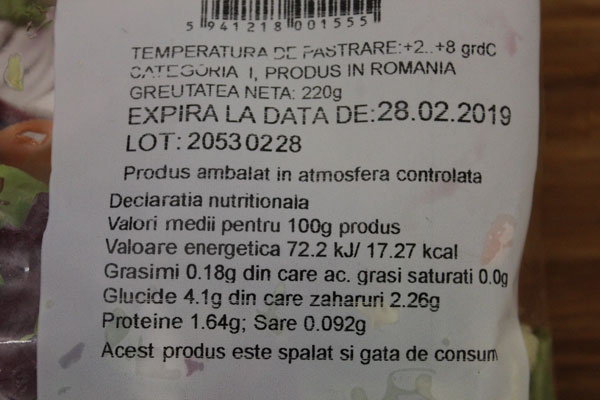 5 941218 001555
TEMPERATURA DE PASTRARE:+2..+8 grdC
CATEGORIA I, PRODUS IN ROMANIA
GREUTATEA NETA: 220g
EXPIRA LA DATA DE:28.02.2019
LOT: 20530228
Produs ambalat in atmosfera controlata
Declaratia nutritionala
Valori medii pentru 100g produs
Valoare energetica 72.2 kJ/ 17.27 kcal
Grasimi 0.18g din care ac. grasi saturati 0.0g
Glucide 4.1g din care zaharuri 2.26g
Proteine 1.64g; Sare 0.092g
Acest produs este spalat si gata de consum